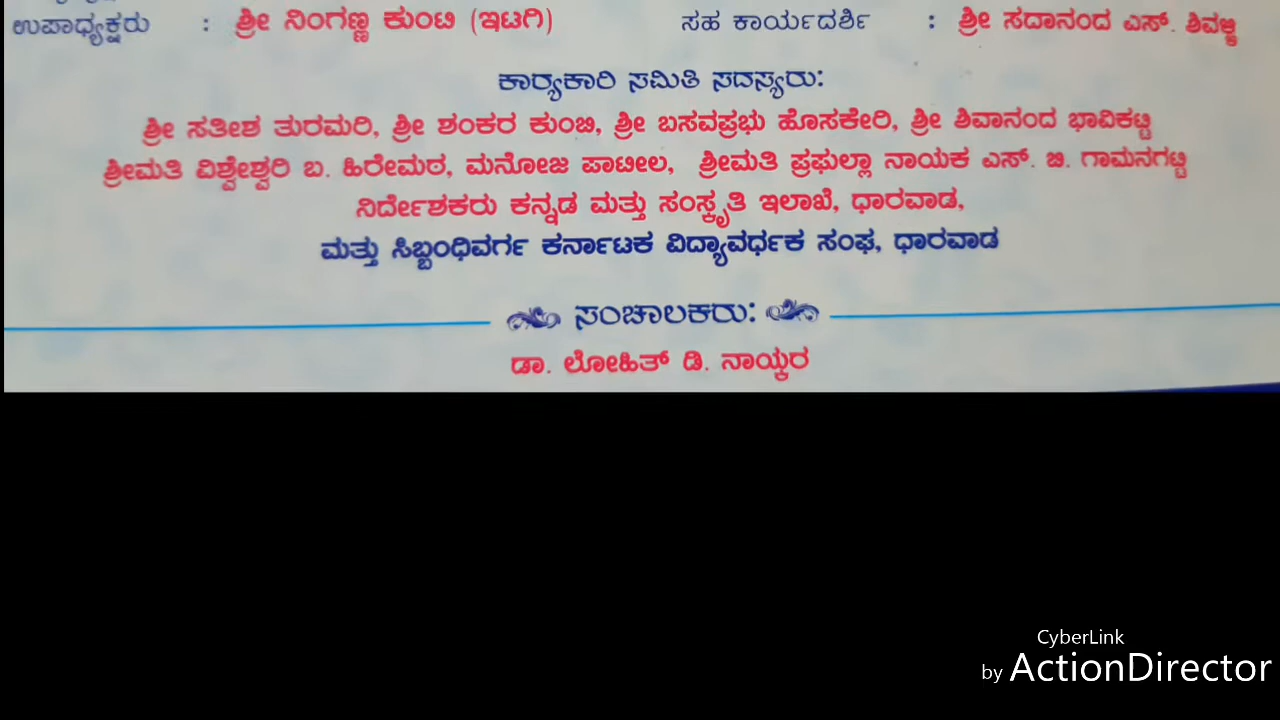 ಉಪಾಧ್ಯಕ್ಷರು : ಶ್ರೀ ನಿಂಗಣ್ಣ ಕುಂಟಿ (ಇಟಗಿ) ಸಹ ಕಾರ್ಯದರ್ಶಿ : ಶ್ರೀ ಸದಾನಂದ ಎಸ್. ಶಿವಳ್ಳಿ
ಕಾರ‍್ಯಕಾರಿ ಸಮಿತಿ ಸದಸ್ಯರು:
ಶ್ರೀ ಸತೀಶ ತುರಮರಿ, ಶ್ರೀ ಶಂಕರ ಕುಂಬಿ, ಶ್ರೀ ಬಸವಪ್ರಭು ಹೊಸಕೇರಿ, ಶ್ರೀ ಶಿವಾನಂದ ಭಾವಿಕಟ್ಟಿ
ಶ್ರೀಮತಿ ವಿಶ್ವೇಶ್ವರಿ ಬ. ಹಿರೇಮಠ, ಮನೋಜ ಪಾಟೀಲ, ಶ್ರೀಮತಿ ಪ್ರಫುಲ್ಲಾ ನಾಯಕ ಎಸ್. ಬಿ. ಗಾಮನಗಟ್ಟಿ
ನಿರ್ದೇಶಕರು ಕನ್ನಡ ಮತ್ತು ಸಂಸ್ಕೃತಿ ಇಲಾಖೆ, ಧಾರವಾಡ,
ಮತ್ತು ಸಿಬ್ಬಂಧಿವರ್ಗ ಕರ್ನಾಟಕ ವಿದ್ಯಾವರ್ಧಕ ಸಂಘ, ಧಾರವಾಡ
ಸಂಚಾಲಕರು:
ಡಾ. ಲೋಹಿತ್ ಡಿ. ನಾಯ್ಕರ
CyberLink
by ActionDirector